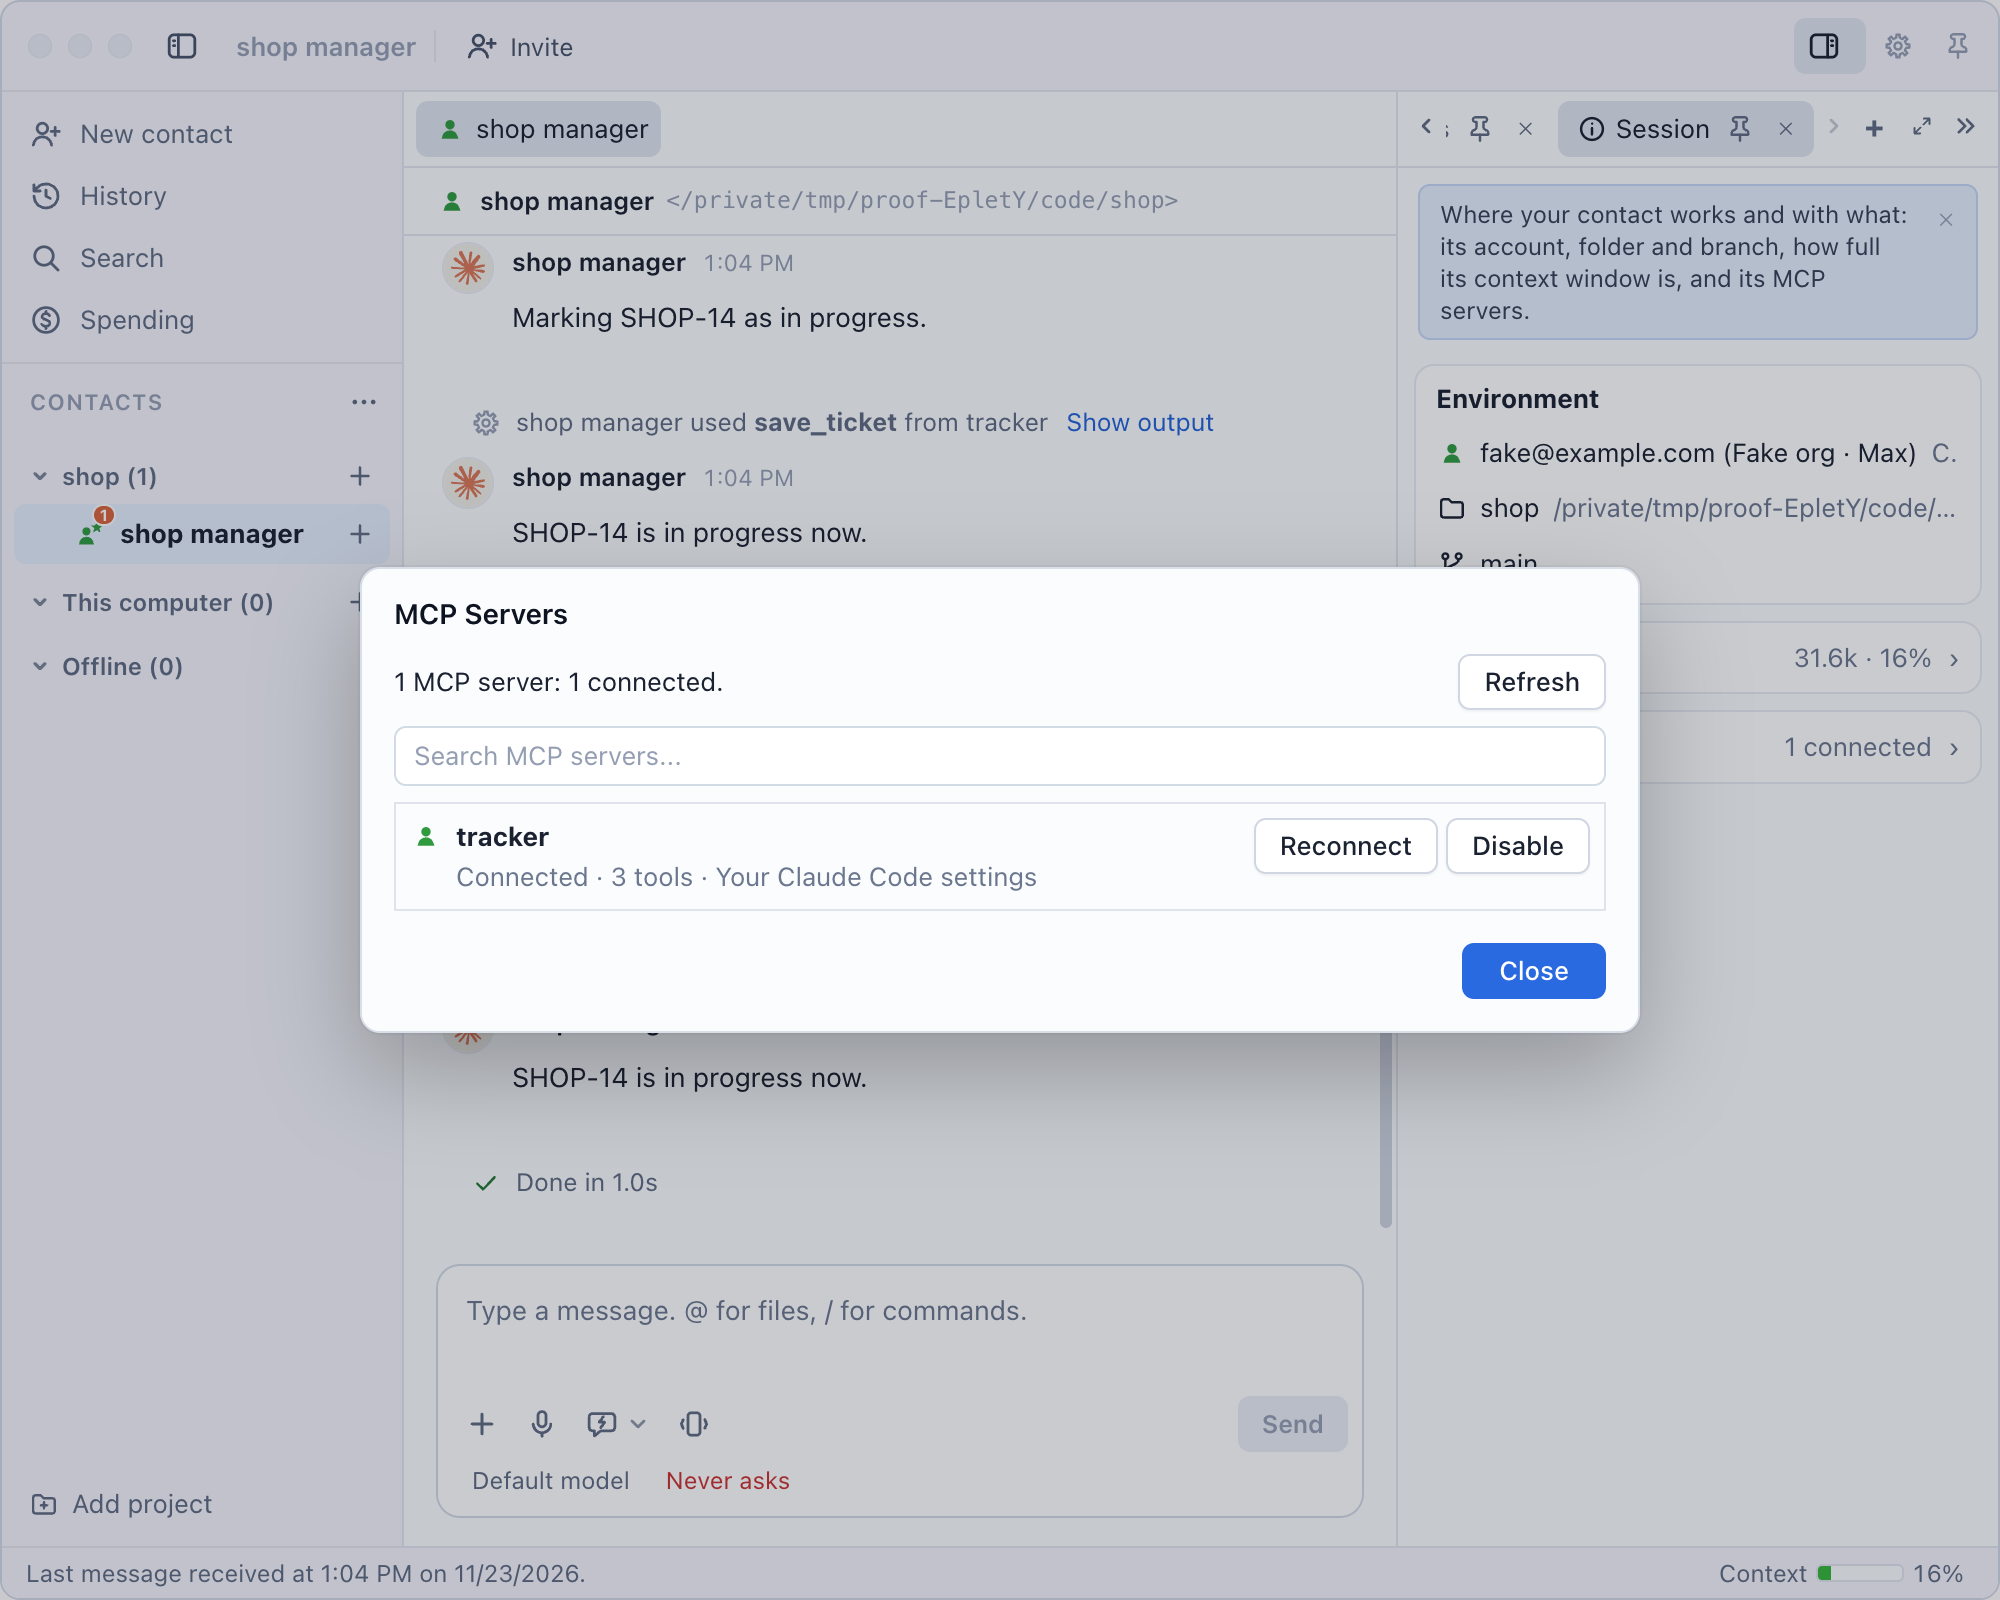 shop manager
Invite
New contact
History
Search
Spending
CONTACTS
shop (1)
1
shop manager
This computer (0)
Offline (0)
Add project
shop manager
shop manager </private/tmp/proof-EpletY/code/shop>
shop manager 1:04 PM
Marking SHOP-14 as in progress.
shop manager used save_ticket from tracker Show output
shop manager 1:04 PM
SHOP-14 is in progress now.
MCP Servers
1 MCP server: 1 connected.
Refresh
Search MCP servers...
tracker
Connected · 3 tools · Your Claude Code settings
Reconnect
Disable
Close
SHOP-14 is in progress now.
Done in 1.0s
Type a message. @ for files, / for commands.
Send
Default model
Never asks
Session
Where your contact works and with what:
its account, folder and branch, how full
its context window is, and its MCP
servers.
Environment
fake@example.com (Fake org · Max) C.
shop /private/tmp/proof-EpletY/code/...
main
31.6k · 16%
1 connected
Last message received at 1:04 PM on 11/23/2026.
Context 16%